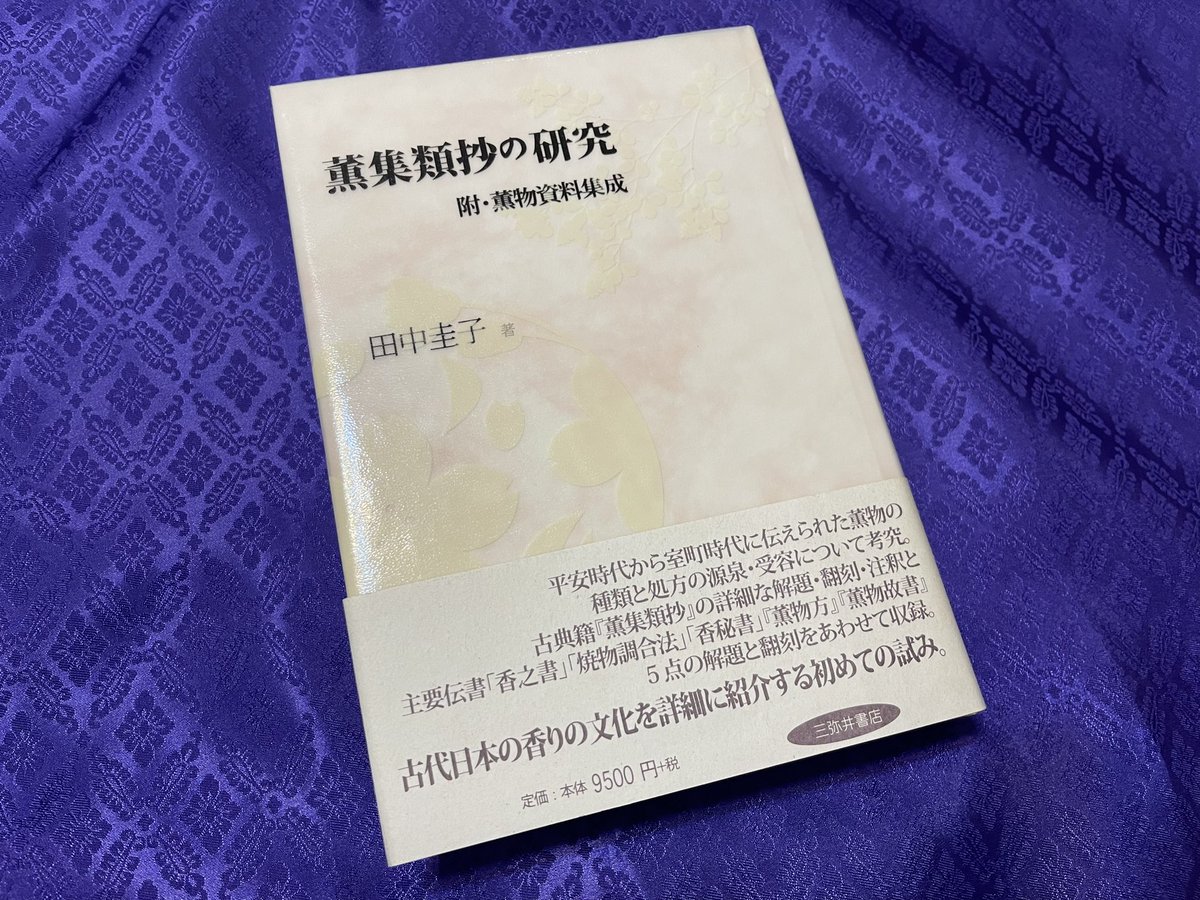 薫集類抄の研究
附・薫物資料集成
田中圭子 著
平安時代から室町時代に伝えられた薫物の
種類と処方の源泉・受容について考究。
古典籍『薫集類抄』の詳細な解題・翻刻・注釈と
主要伝書「香之書」「焼物調合法」「香秘書」『薫物方』『薫物故書』
5点の解題と翻刻をあわせて収録。
古代日本の香りの文化を詳細に紹介する初めての試み。
三弥井書店
定価:本体 9500 円+税